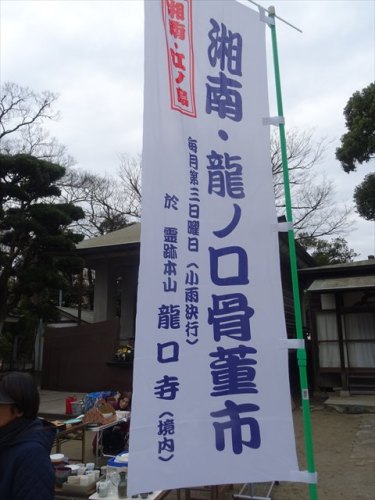 湘南・江ノ島
湘南・龍ノ口骨董市
毎月第三日曜日（小雨決行）
於 霊跡本山 龍口寺（境内）